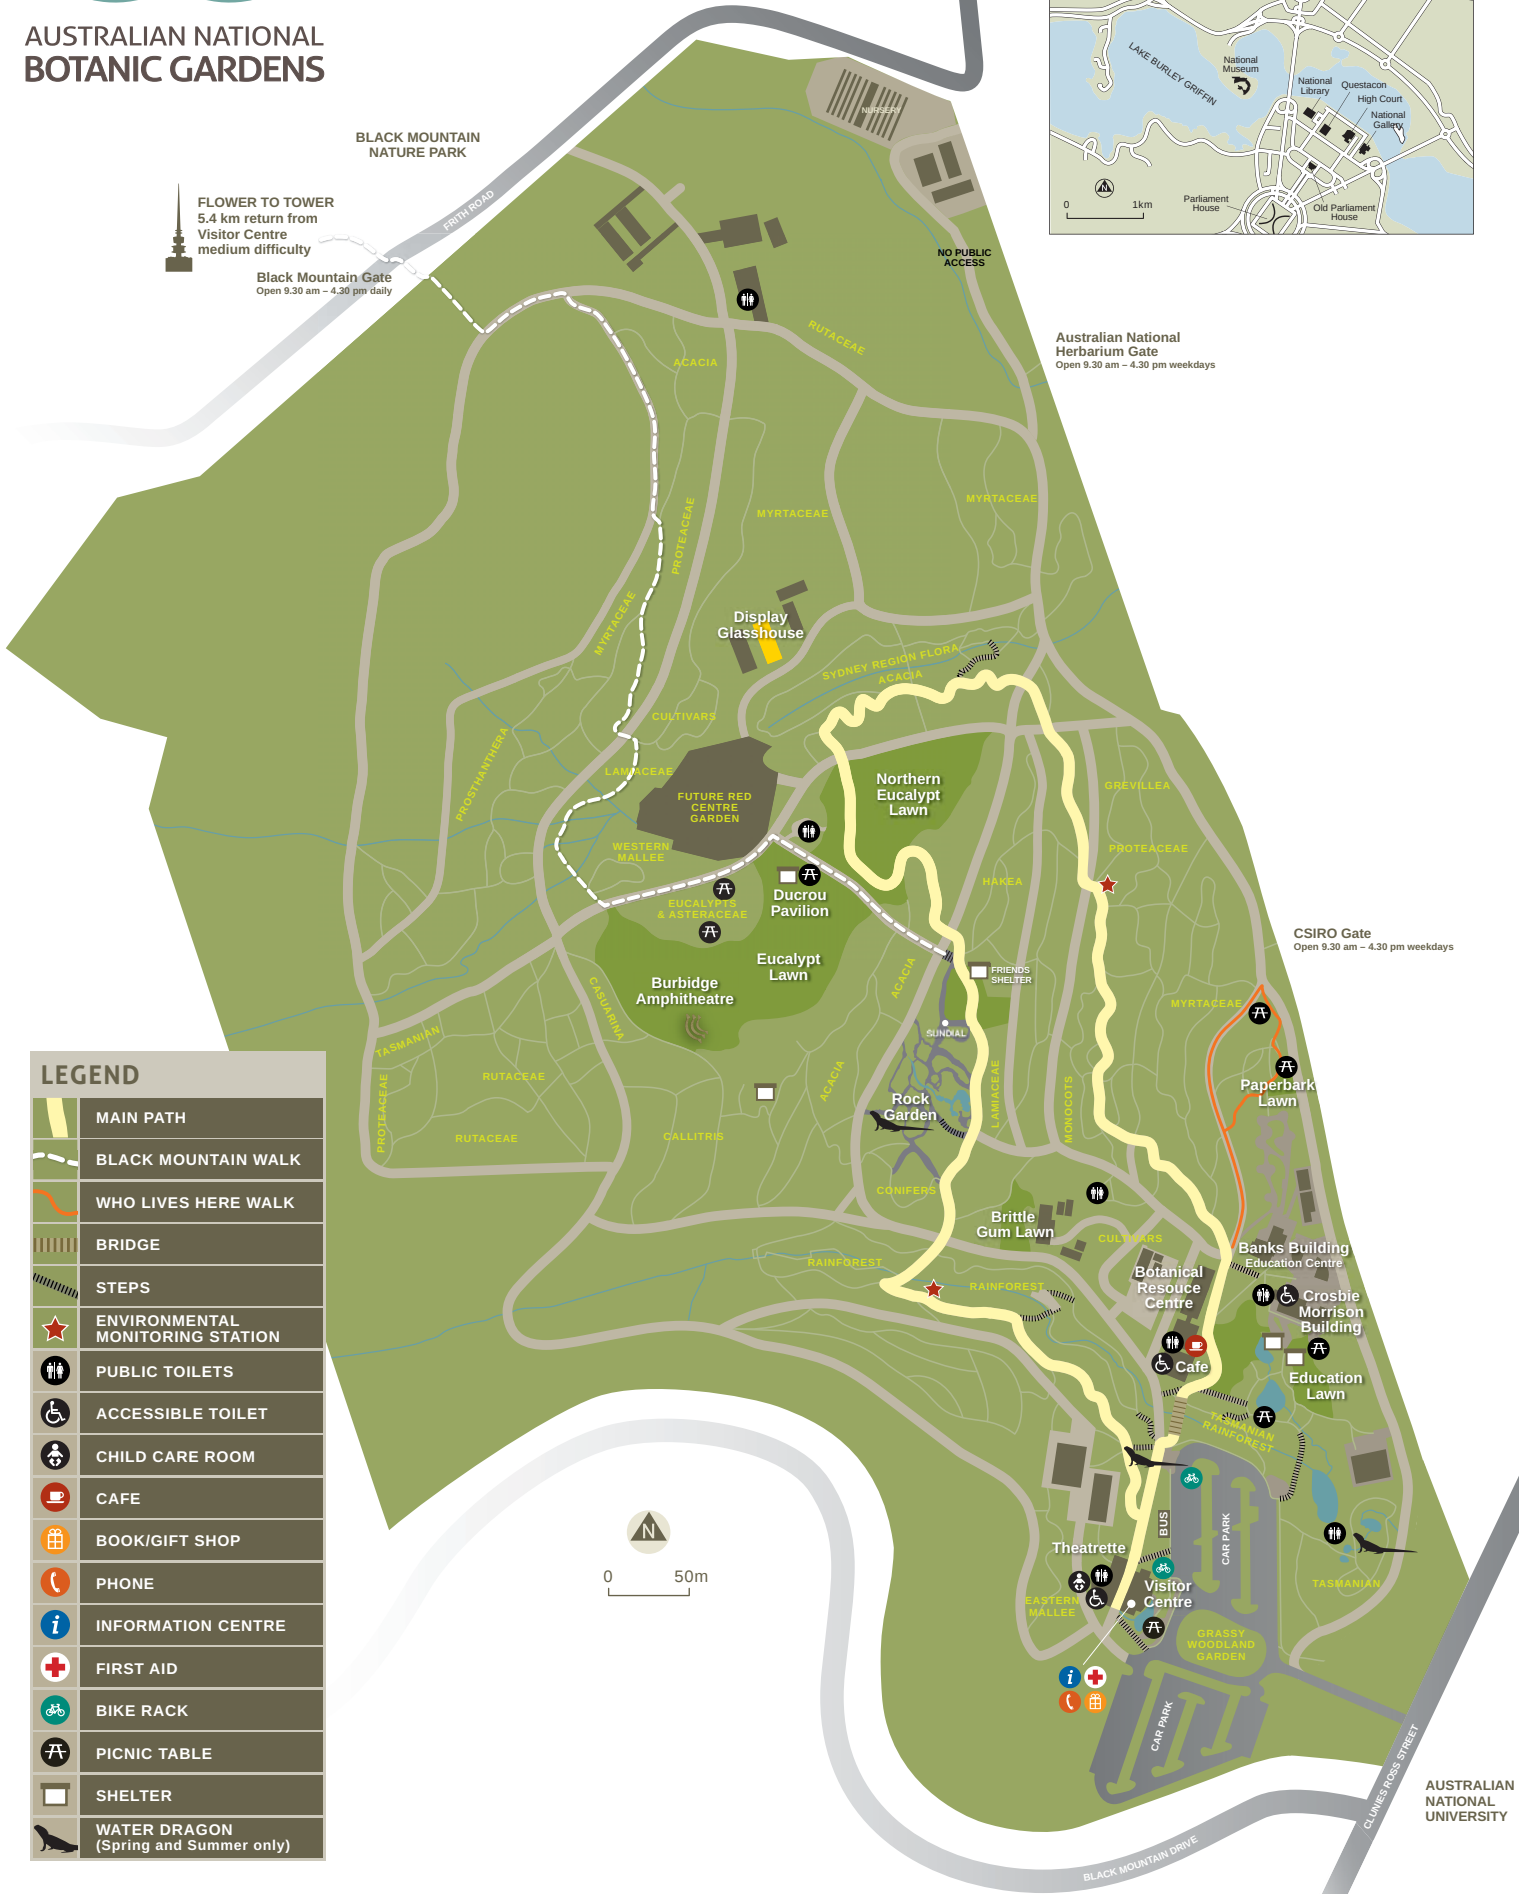 AUSTRALIAN NATIONAL
BOTANIC GARDENS
LAKE BURLEY GRIFFIN
National
Museum
National
Library
Questacon
High Court
National
Gallery
N
0 1km
Parliament
House
Old Parliament
House
NURSERY
BLACK MOUNTAIN
NATURE PARK
FLOWER TO TOWER
5.4 km return from
Visitor Centre
medium difficulty
FRITH ROAD
Black Mountain Gate
Open 9.30 am – 4.30 pm daily
NO PUBLIC
ACCESS
RUTACEAE
Australian National
Herbarium Gate
Open 9.30 am – 4.30 pm weekdays
ACACIA
PROTEACEAE
MYRTACEAE
MYRTACEAE
MYRTACEAE
Display
Glasshouse
SYDNEY REGION FLORA
ACACIA
CULTIVARS
PROSTHANTHERA
LAMIACEAE
FUTURE RED
CENTRE
GARDEN
Northern
Eucalypt
Lawn
GREVILLEA
WESTERN
MALLEE
PROTEACEAE
HAKEA
EUCALYPTS
& ASTERACEAE
Ducrou
Pavilion
CSIRO Gate
Open 9.30 am – 4.30 pm weekdays
Eucalypt
Lawn
Burbidge
Amphitheatre
ACACIA
FRIENDS
SHELTER
CASUARINA
MYRTACEAE
SUNDIAL
TASMANIAN
RUTACEAE
ACACIA
Rock
Garden
LAMIACEAE
MONOCOTS
Paperbark
Lawn
PROTEACEAE
RUTACEAE
CALLITRIS
CONIFERS
Brittle
Gum Lawn
CULTIVARS
Banks Building
Education Centre
RAINFOREST
RAINFOREST
Botanical
Resouce
Centre
Crosbie
Morrison
Building
Cafe
Education
Lawn
TASMANIAN
RAINFOREST
BUS
CAR PARK
Theatrette
Visitor
Centre
TASMANIAN
EASTERN
MALLEE
GRASSY
WOODLAND
GARDEN
i
CAR PARK
CLUNIES ROSS STREET
AUSTRALIAN
NATIONAL
UNIVERSITY
BLACK MOUNTAIN DRIVE
N
0 50m
LEGEND
MAIN PATH
BLACK MOUNTAIN WALK
WHO LIVES HERE WALK
BRIDGE
STEPS
ENVIRONMENTAL
MONITORING STATION
PUBLIC TOILETS
ACCESSIBLE TOILET
CHILD CARE ROOM
CAFE
BOOK/GIFT SHOP
PHONE
i INFORMATION CENTRE
FIRST AID
BIKE RACK
PICNIC TABLE
SHELTER
WATER DRAGON
(Spring and Summer only)